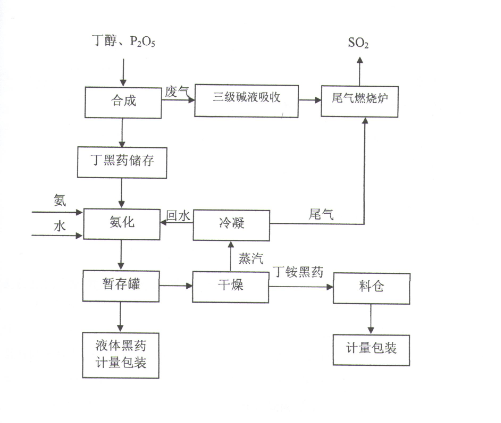 丁醇、P₂O₅
SO₂
合成
废气
三级碱液吸收
尾气燃烧炉
丁黑药储存
氨
水
氨化
回水
冷凝
尾气
蒸汽
暂存罐
干燥
丁铵黑药
料仓
液体黑药
计量包装
计量包装